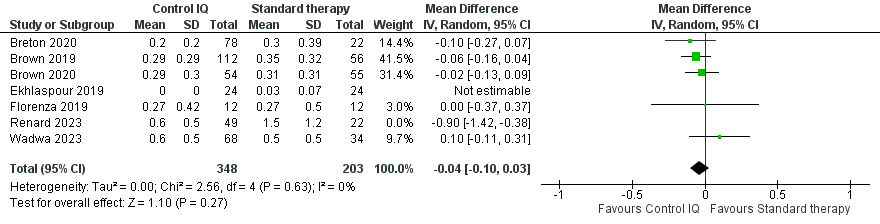 Control IQ Standard therapy Mean Difference Mean Difference
Study or Subgroup Mean SD Total Mean SD Total Weight IV, Random, 95% CI IV, Random, 95% CI
Breton 2020 0.2 0.2 78 0.3 0.39 22 14.4% -0.10 [-0.27, 0.07]
Brown 2019 0.29 0.29 112 0.35 0.32 56 41.5% -0.06 [-0.16, 0.04]
Brown 2020 0.29 0.3 54 0.31 0.31 55 31.4% -0.02 [-0.13, 0.09]
Ekhlaspour 2019 0 0 24 0.03 0.07 24 Not estimable
Florenza 2019 0.27 0.42 12 0.27 0.5 12 3.0% 0.00 [-0.37, 0.37]
Renard 2023 0.6 0.5 49 1.5 1.2 22 0.0% -0.90 [-1.42, -0.38]
Wadwa 2023 0.6 0.5 68 0.5 0.5 34 9.7% 0.10 [-0.11, 0.31]
Total (95% CI) 348 203 100.0% -0.04 [-0.10, 0.03]
Heterogeneity: Tau² = 0.00; Chi² = 2.56, df = 4 (P = 0.63); I² = 0%
Test for overall effect: Z = 1.10 (P = 0.27)
-1 -0.5 0 0.5 1
Favours Control IQ Favours Standard therapy